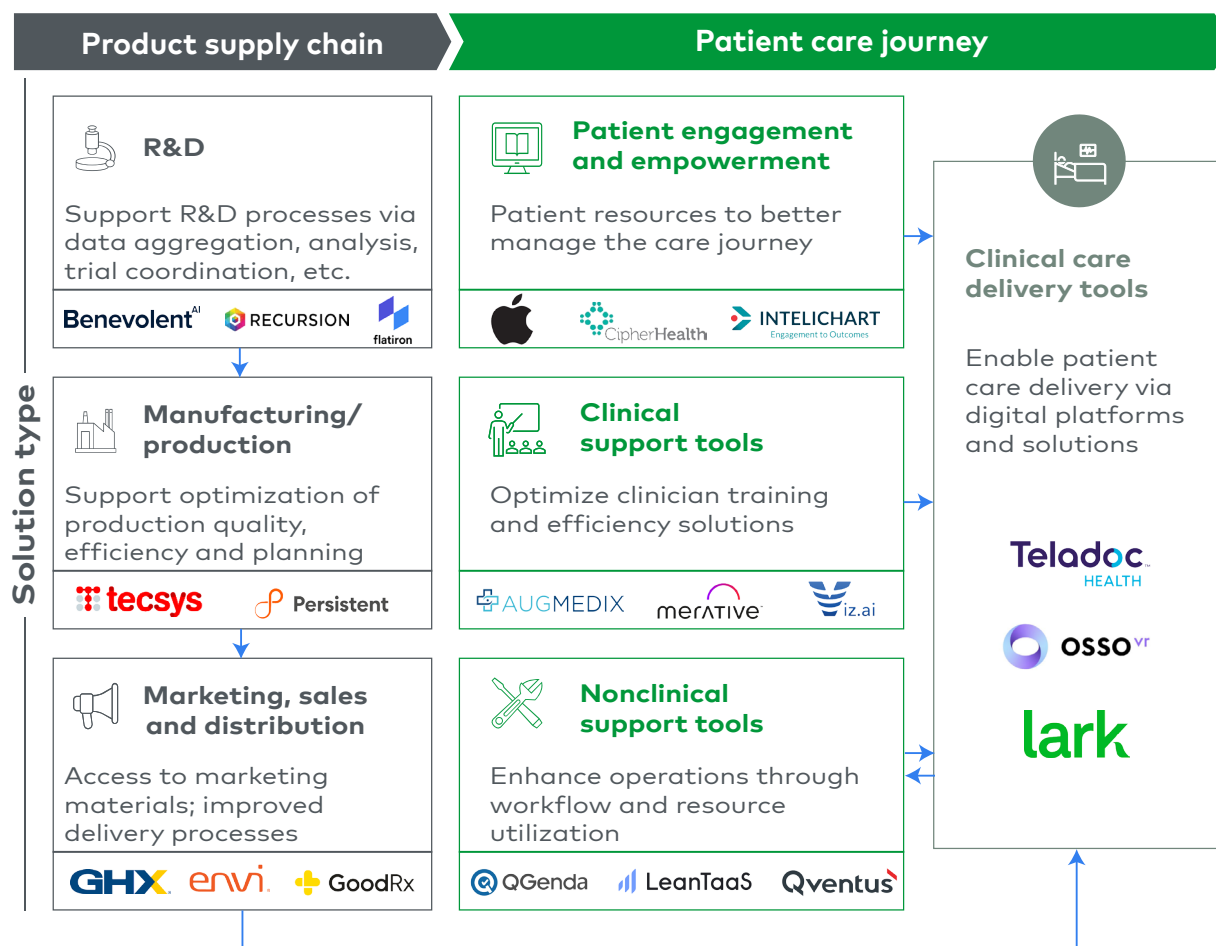 Product supply chain
Patient care journey
Solution type
R&D
Support R&D processes via
data aggregation, analysis,
trial coordination, etc.
Benevolent AI
RECURSION
flatiron
Manufacturing/
production
Support optimization of
production quality,
efficiency and planning
tecsys
Persistent
Marketing, sales
and distribution
Access to marketing
materials; improved
delivery processes
GHX
envi
GoodRx
Patient engagement
and empowerment
Patient resources to better
manage the care journey
CipherHealth
INTELICHART
Engagement to Outcomes
Clinical
support tools
Optimize clinician training
and efficiency solutions
AUGMEDIX
merative
Viz.ai
Nonclinical
support tools
Enhance operations through
workflow and resource
utilization
QGenda
LeanTaaS
Qventus
Clinical care
delivery tools
Enable patient
care delivery via
digital platforms
and solutions
Teladoc
HEALTH
osso vr
lark